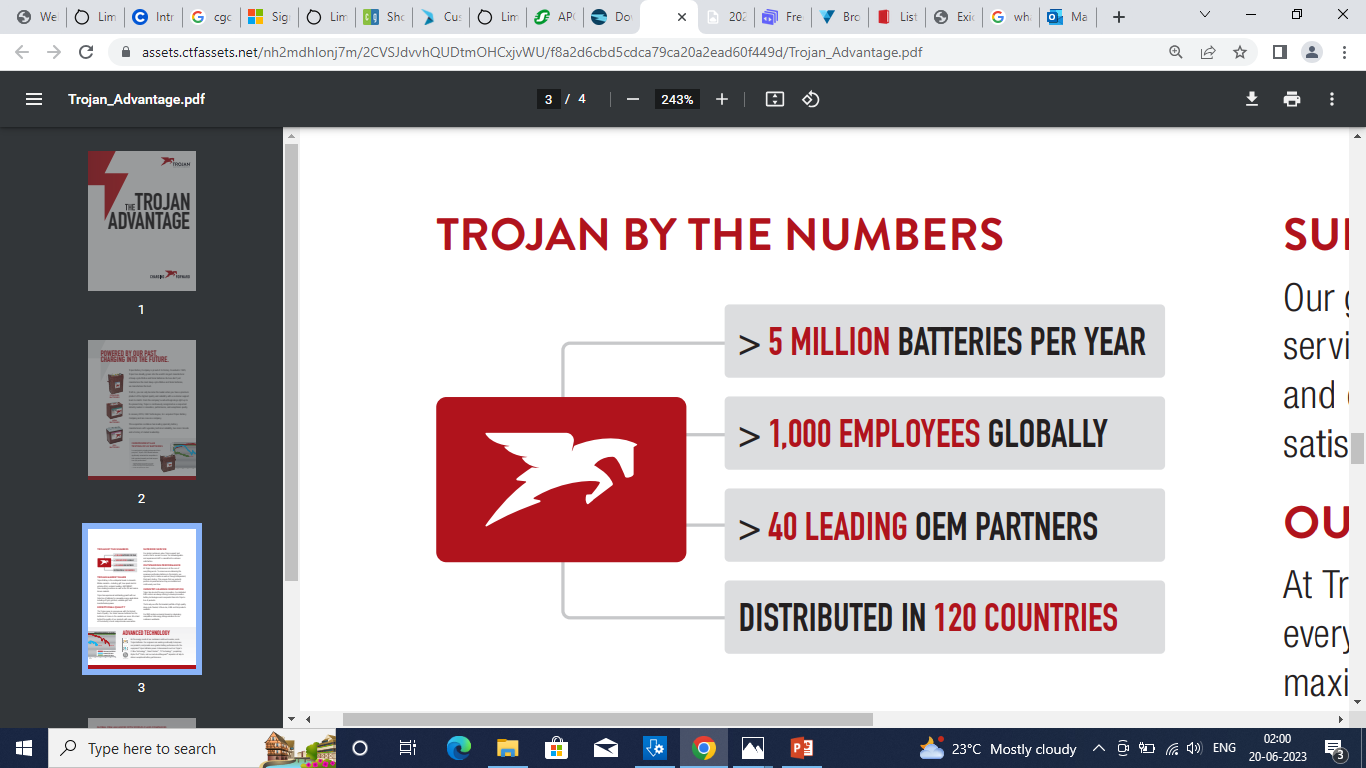 We
Lim
Intr
cgc
Sig
Lim
Sho
Cus
Lim
APC
Do
202
Fre
Bro
List
Exic
wha
Ma
assets.ctfassets.net/nh2mdhlonj7m/2CVSJdvvhQUDtmOHCxjvWU/f8a2d6cbd5cdca79ca20a2ead60f449d/Trojan_Advantage.pdf
Trojan_Advantage.pdf
3 / 4
243%
TROJAN
THE TROJAN
ADVANTAGE
1
POWERED BY OUR PAST.
CHARGING INTO THE FUTURE.
2
ADVANCED TECHNOLOGY
3
TROJAN BY THE NUMBERS
> 5 MILLION BATTERIES PER YEAR
> 1,000 EMPLOYEES GLOBALLY
> 40 LEADING OEM PARTNERS
DISTRIBUTED IN 120 COUNTRIES
Our
servi
and
satis
OU
At Tr
every
maxi
Type here to search
23°C Mostly cloudy
ENG
02:00
20-06-2023
3